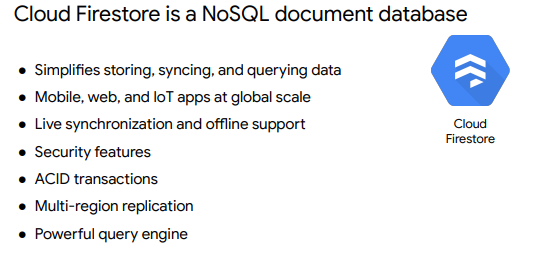 Cloud Firestore is a NoSQL document database
● Simplifies storing, syncing, and querying data
● Mobile, web, and IoT apps at global scale
● Live synchronization and offline support
● Security features
● ACID transactions
● Multi-region replication
● Powerful query engine
Cloud
Firestore